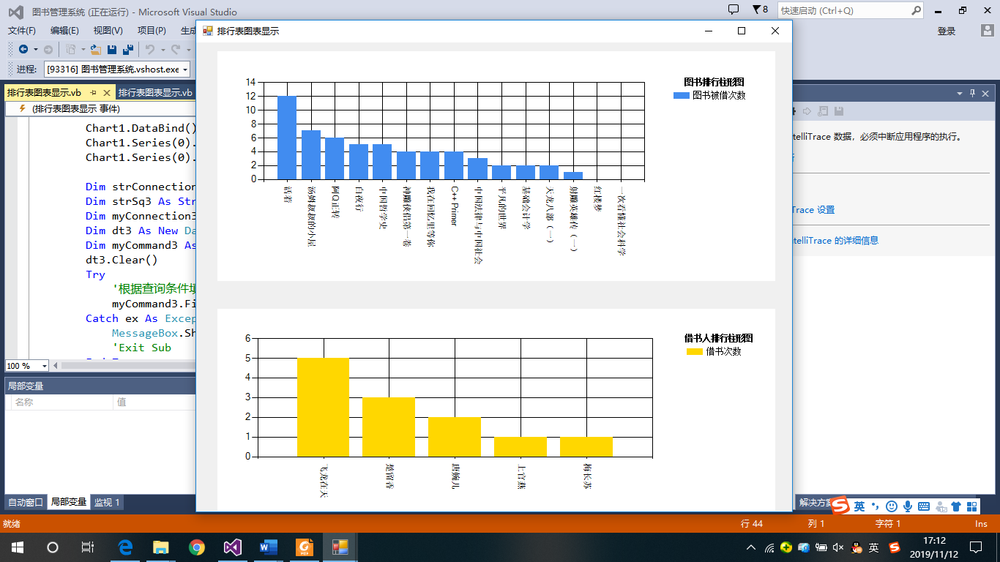 图书管理系统 (正在运行) - Microsoft Visual Studio
8
快速启动 (Ctrl+Q)
文件(F) 编辑(E) 视图(V) 项目(P)
登录
进程: [93316] 图书管理系统.vshost.exe
排行表图表显示.vb
排行表图表显示.vb
(排行表图表显示 事件)
Chart1.DataBind()
Chart1.Series(0).
Chart1.Series(0).
Dim strConnection
Dim strSq3 As Str
Dim myConnection3
Dim dt3 As New Da
Dim myCommand3 As
dt3.Clear()
Try
'根据查询条件填
myCommand3.Fi
Catch ex As Excep
MessageBox.Sh
'Exit Sub
100 %
局部变量
名称 值
自动窗口 局部变量 监视 1
排行表图表显示
14
12
10
8
6
4
2
0
活着
汤姆叔叔的小屋
阿Q正转
白夜行
中国哲学史
神雕侠侣第一卷
我在回忆里等你
C++ Primer
中国法律与中国社会
平凡的世界
基础会计学
天龙八部（一）
射雕英雄传（一）
红楼梦
一次看懂社会科学
图书排行柱形图
图书被借次数
6
5
4
3
2
1
0
飞龙在天
楚留香
唐婉儿
上官燕
梅长苏
借书人排行柱形图
借书次数
telliTrace 数据，必须中断应用程序的执行。
Trace 设置
telliTrace 的详细信息
解决方案
英
就绪
行 44 列 1 字符 1 Ins
英
17:12
2019/11/12